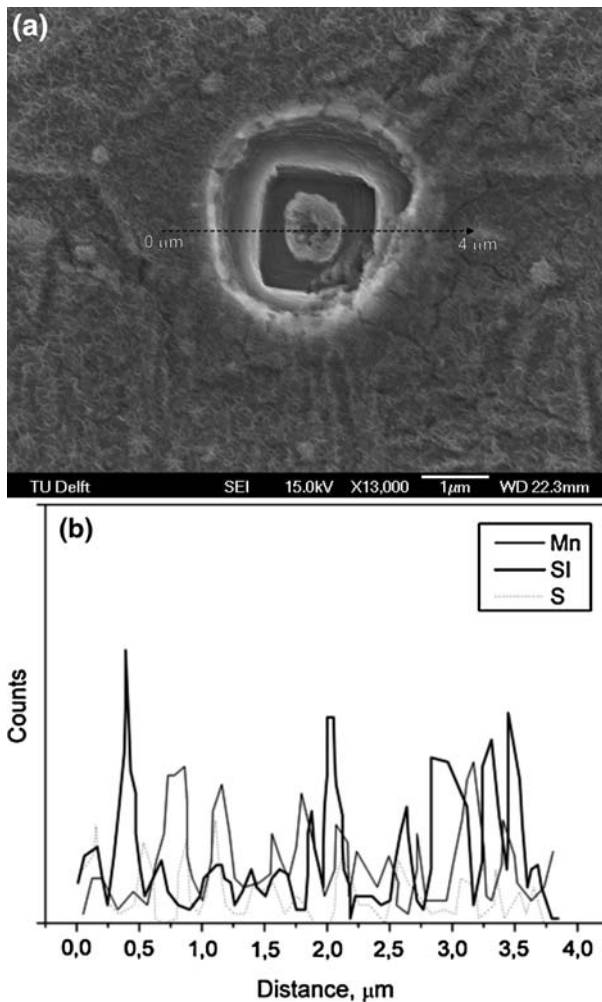 (a)
0 μm
4 μm
TU Delft SEI 15.0kV X13,000 1μm WD 22.3mm
(b)
Mn
SI
S
Counts
0,0 0,5 1,0 1,5 2,0 2,5 3,0 3,5 4,0
Distance, μm